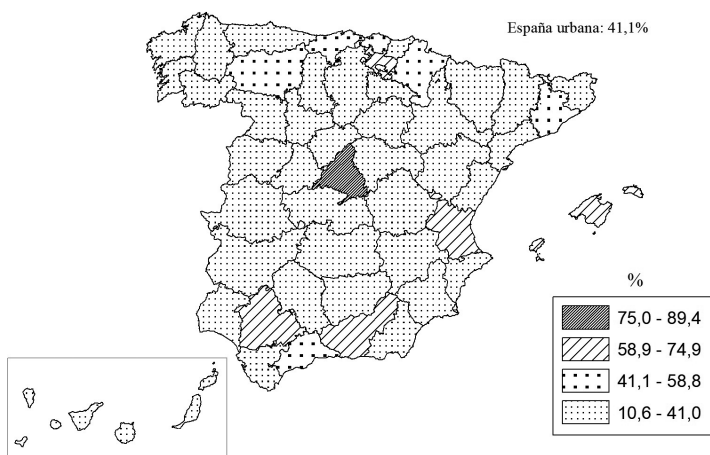 España urbana: 41,1%
%
75,0 - 89,4
58,9 - 74,9
41,1 - 58,8
10,6 - 41,0